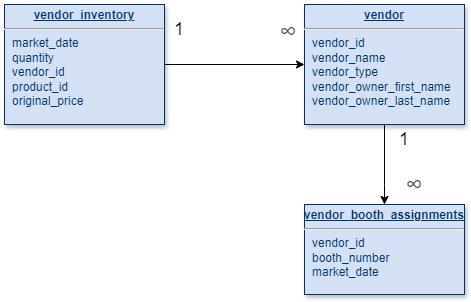 vendor_inventory
market_date
quantity
vendor_id
product_id
original_price
1
∞
vendor
vendor_id
vendor_name
vendor_type
vendor_owner_first_name
vendor_owner_last_name
1
∞
vendor_booth_assignments
vendor_id
booth_number
market_date